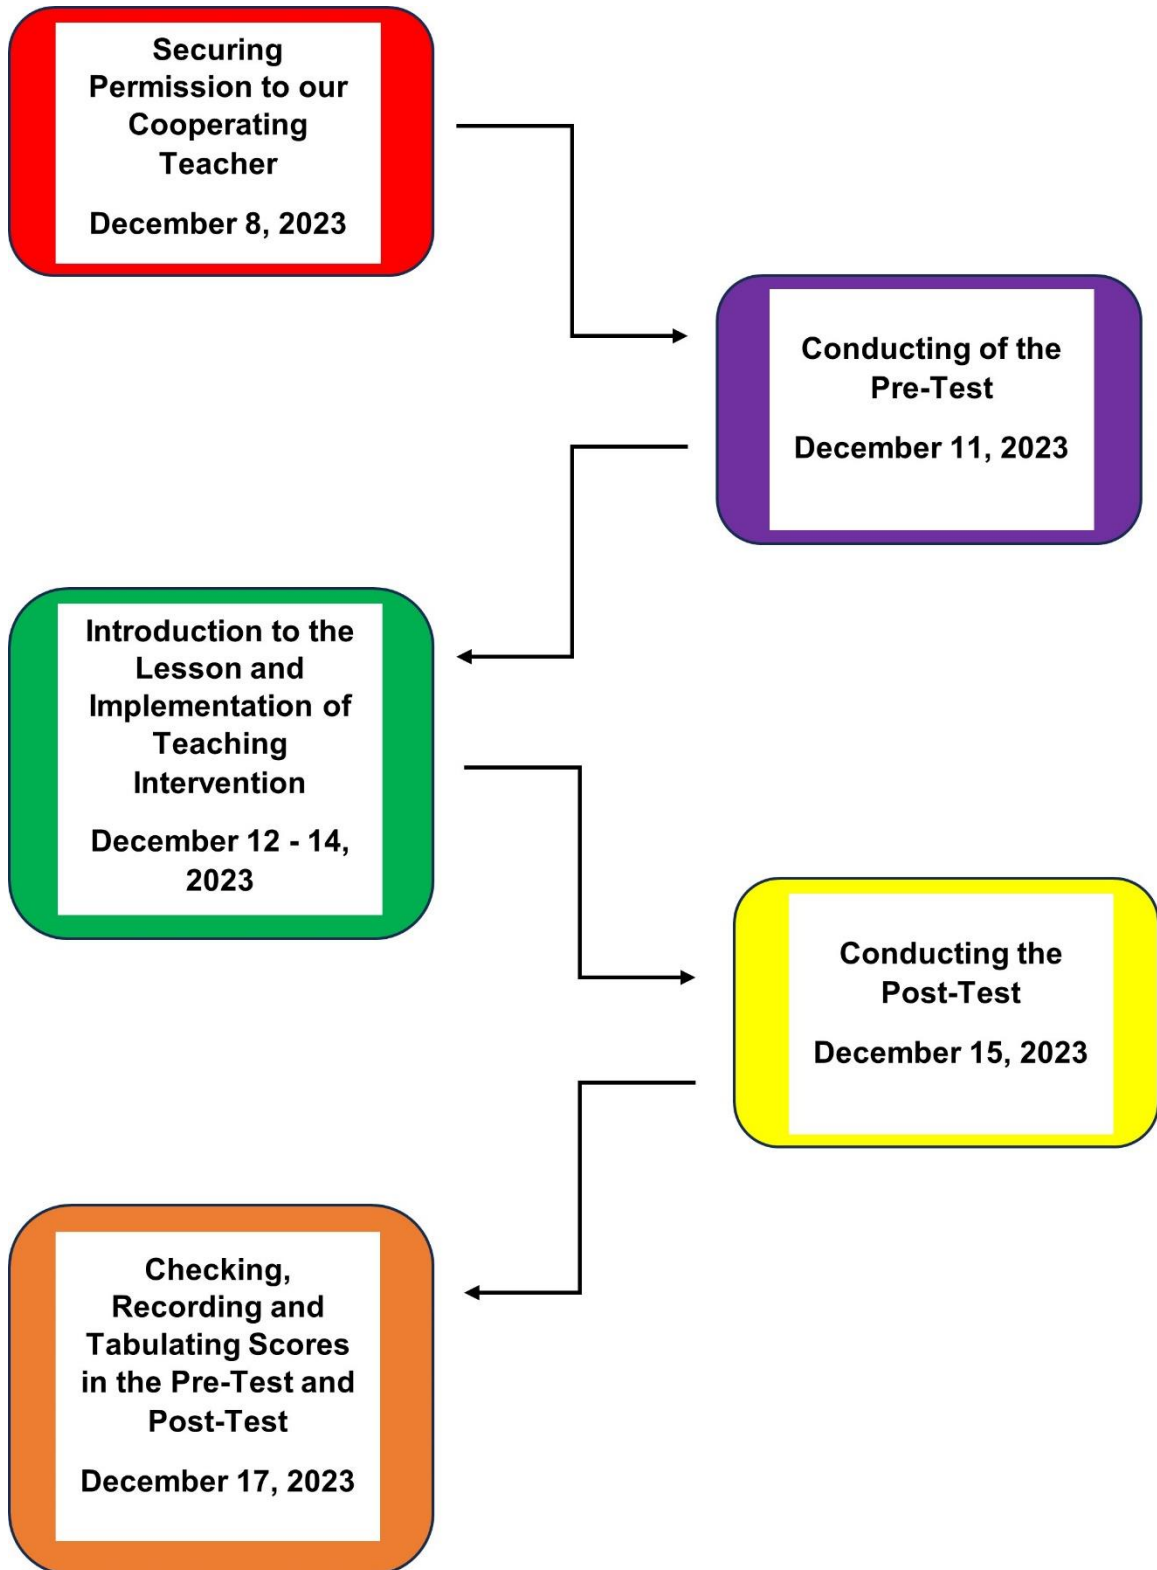 Securing
Permission to our
Cooperating
Teacher
December 8, 2023
Conducting of the
Pre-Test
December 11, 2023
Introduction to the
Lesson and
Implementation of
Teaching
Intervention
December 12 - 14,
2023
Conducting the
Post-Test
December 15, 2023
Checking,
Recording and
Tabulating Scores
in the Pre-Test and
Post-Test
December 17, 2023